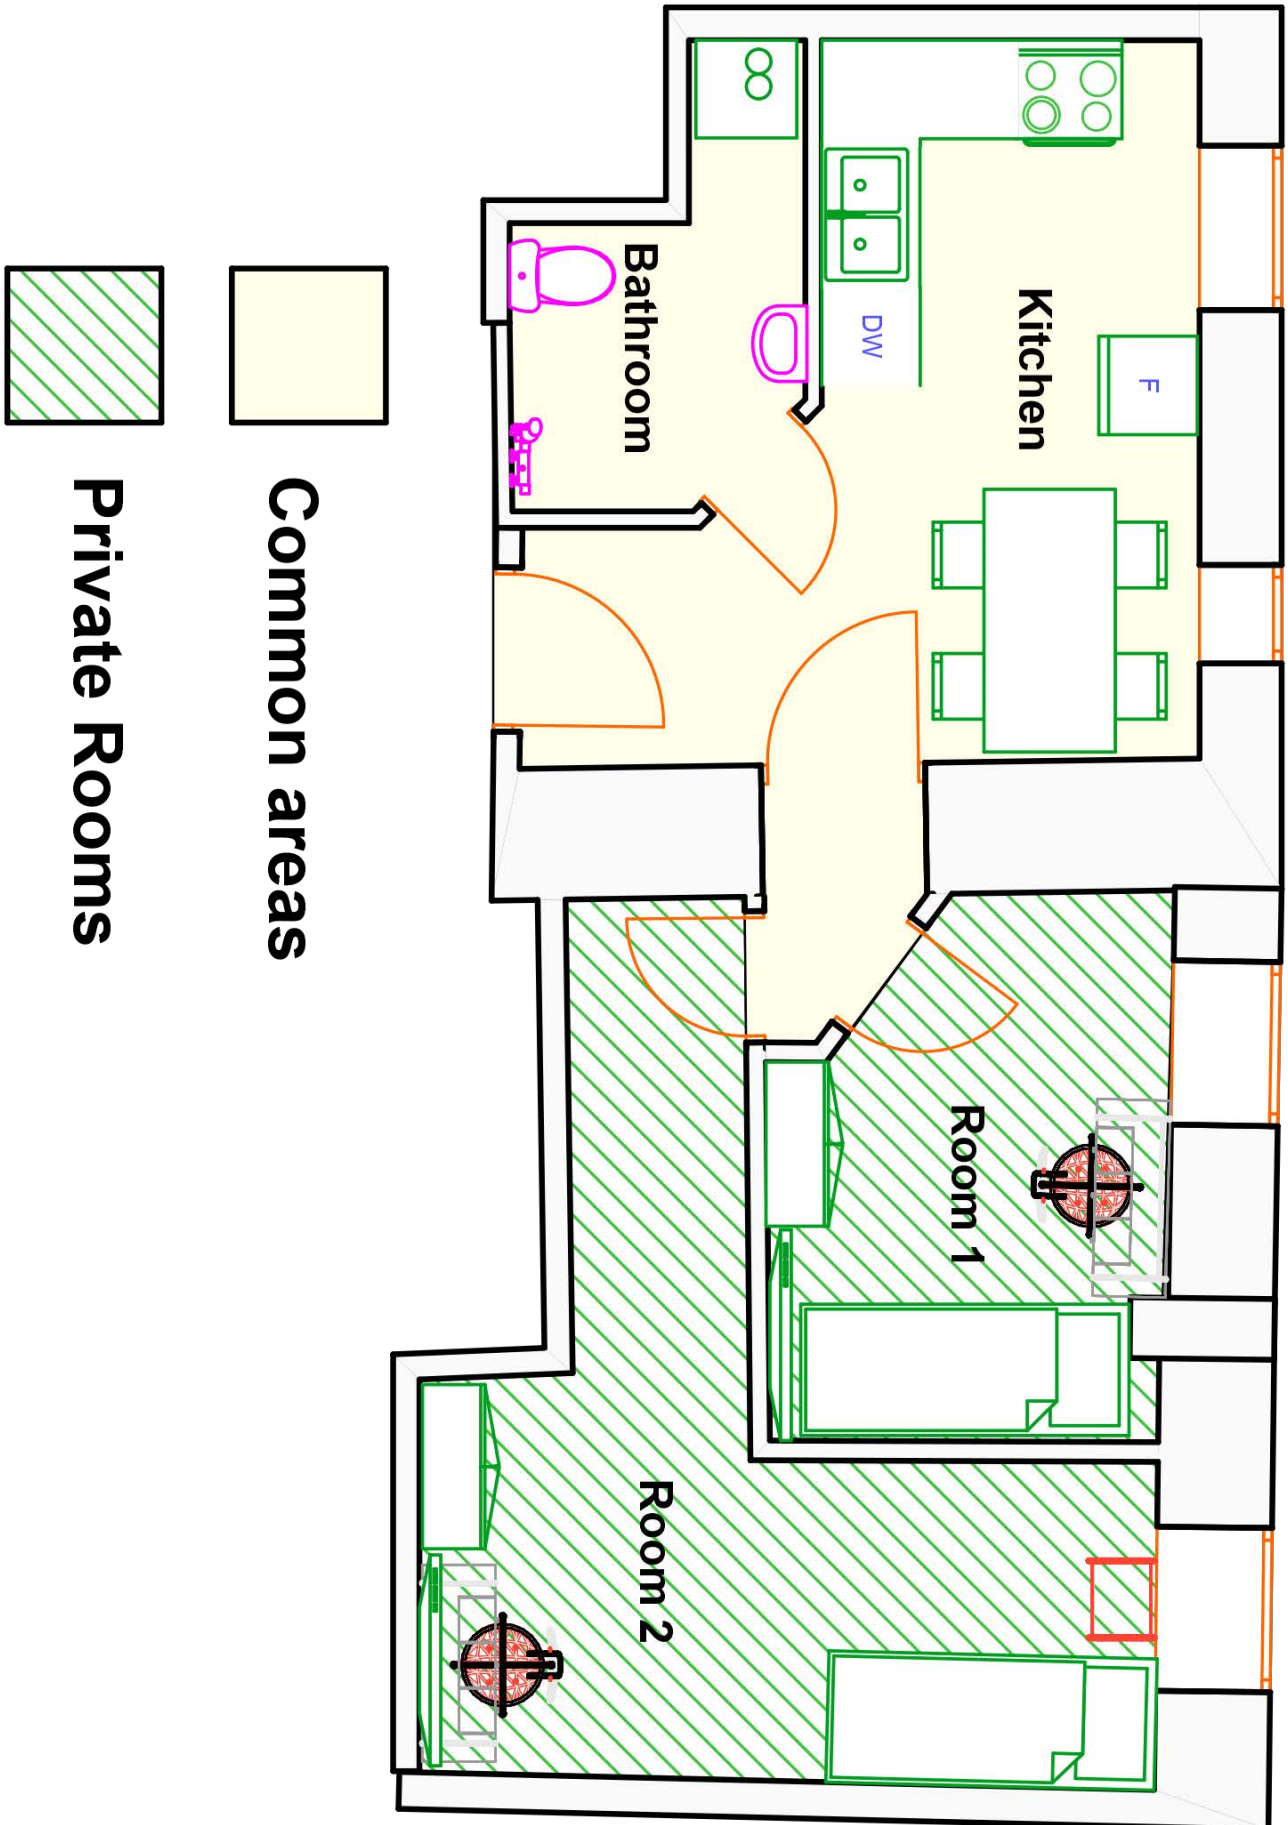 Kitchen
F
DW
Bathroom
Room 1
Room 2
Common areas
Private Rooms